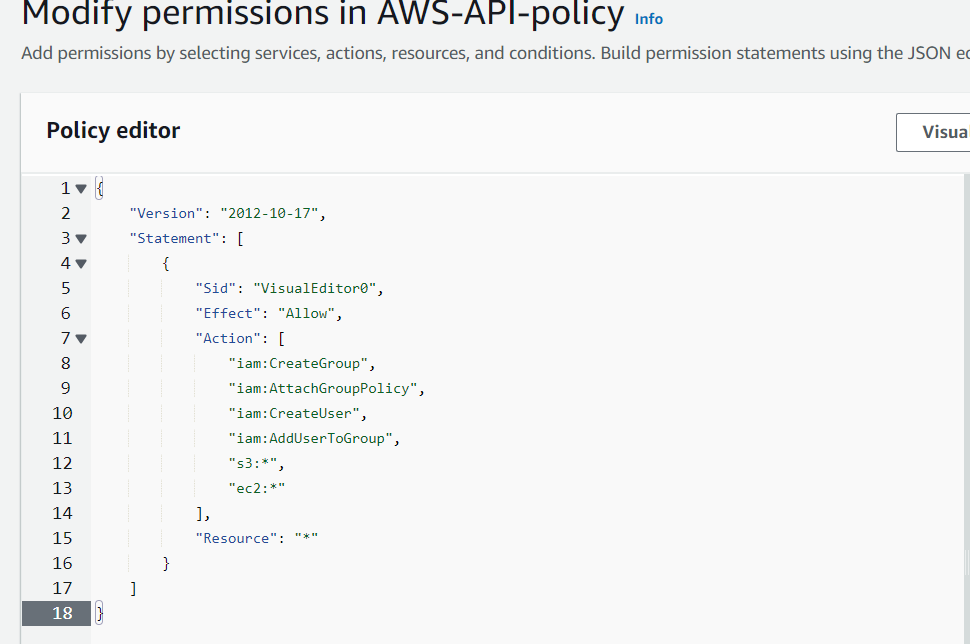 Modify permissions in AWS-API-policy Info
Add permissions by selecting services, actions, resources, and conditions. Build permission statements using the JSON
Policy editor
1 {
2 "Version": "2012-10-17",
3 "Statement": [
4 {
5 "Sid": "VisualEditor0",
6 "Effect": "Allow",
7 "Action": [
8 "iam:CreateGroup",
9 "iam:AttachGroupPolicy",
10 "iam:CreateUser",
11 "iam:AddUserToGroup",
12 "s3:*",
13 "ec2:*"
14 ],
15 "Resource": "*"
16 }
17 ]
18 }